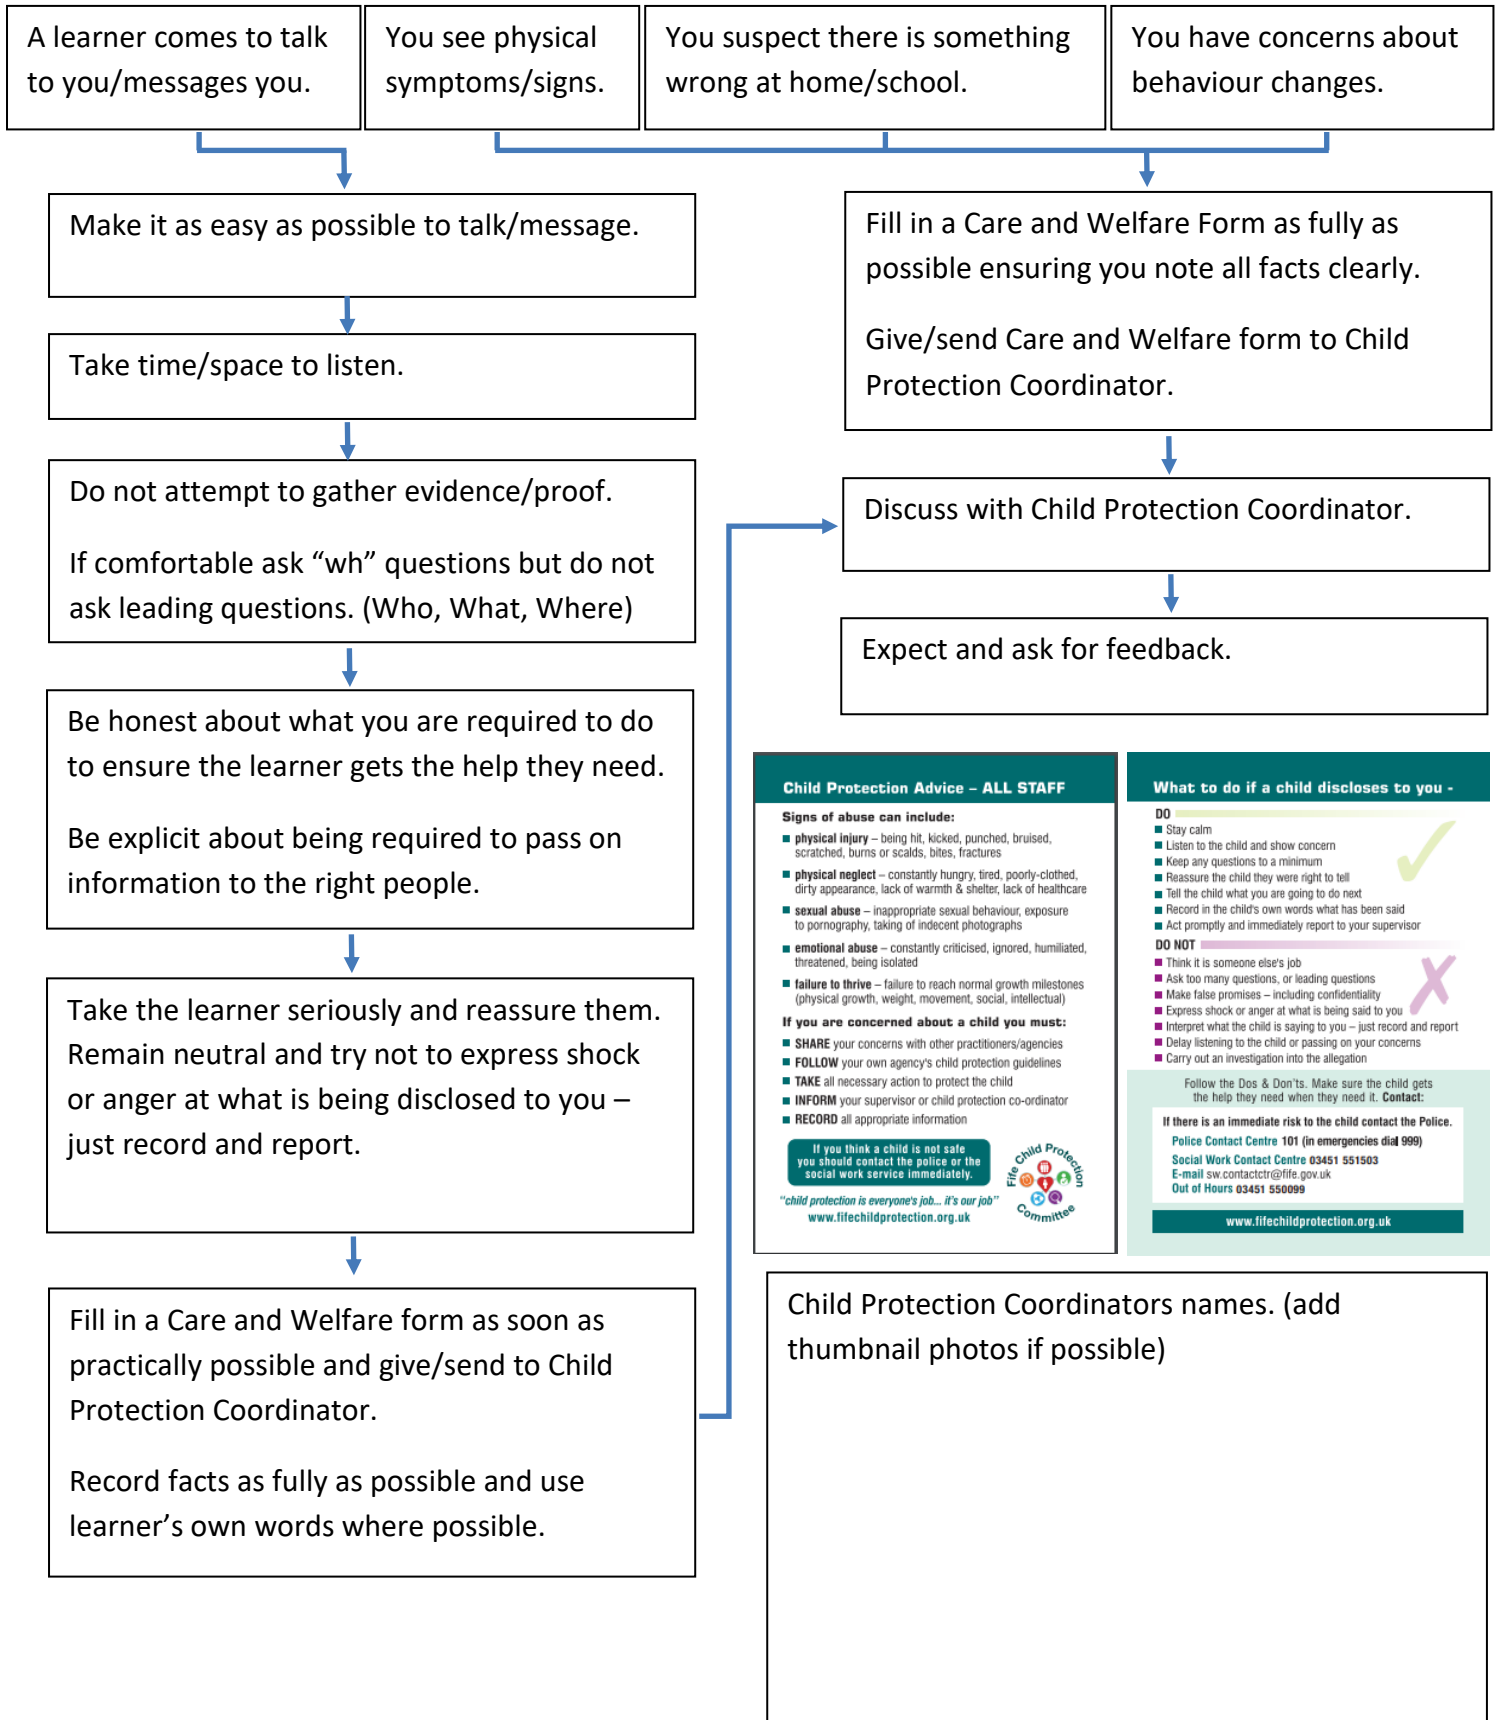 A learner comes to talk
to you/messages you.
You see physical
symptoms/signs.
You suspect there is something
wrong at home/school.
You have concerns about
behaviour changes.
Make it as easy as possible to talk/message.
Take time/space to listen.
Do not attempt to gather evidence/proof.
If comfortable ask “wh” questions but do not
ask leading questions. (Who, What, Where)
Be honest about what you are required to do
to ensure the learner gets the help they need.
Be explicit about being required to pass on
information to the right people.
Take the learner seriously and reassure them.
Remain neutral and try not to express shock
or anger at what is being disclosed to you –
just record and report.
Fill in a Care and Welfare form as soon as
practically possible and give/send to Child
Protection Coordinator.
Record facts as fully as possible and use
learner’s own words where possible.
Fill in a Care and Welfare Form as fully as
possible ensuring you note all facts clearly.
Give/send Care and Welfare form to Child
Protection Coordinator.
Discuss with Child Protection Coordinator.
Expect and ask for feedback.
Child Protection Advice – ALL STAFF
Signs of abuse can include:
physical injury – being hit, kicked, punched, bruised,
scratched, burns or scalds, bites, fractures
physical neglect – constantly hungry, tired, poorly-clothed,
dirty appearance, lack of warmth & shelter, lack of healthcare
sexual abuse – inappropriate sexual behaviour, exposure
to pornography, taking of indecent photographs
emotional abuse – constantly criticised, ignored, humiliated,
threatened, being isolated
failure to thrive – failure to reach normal growth milestones
(physical growth, weight, movement, social, intellectual)
If you are concerned about a child you must:
SHARE your concerns with other practitioners/agencies
FOLLOW your own agency's child protection guidelines
TAKE all necessary action to protect the child
INFORM your supervisor or child protection co-ordinator
RECORD all appropriate information
If you think a child is not safe
you should contact the police or the
social work service immediately.
"child protection is everyone's job... it's our job"
www.fifechildprotection.org.uk
Fife Child Protection
Committee
What to do if a child discloses to you -
DO
Stay calm
Listen to the child and show concern
Keep any questions to a minimum
Reassure the child they were right to tell
Tell the child what you are going to do next
Record in the child's own words what has been said
Act promptly and immediately report to your supervisor
DO NOT
Think it is someone else's job
Ask too many questions, or leading questions
Make false promises – including confidentiality
Express shock or anger at what is being said to you
Interpret what the child is saying to you – just record and report
Delay listening to the child or passing on your concerns
Carry out an investigation into the allegation
Follow the Dos & Don'ts. Make sure the child gets
the help they need when they need it. Contact:
If there is an immediate risk to the child contact the Police.
Police Contact Centre 101 (in emergencies dial 999)
Social Work Contact Centre 03451 551503
E-mail sw.contactctr@fife.gov.uk
Out of Hours 03451 550099
www.fifechildprotection.org.uk
Child Protection Coordinators names. (add
thumbnail photos if possible)